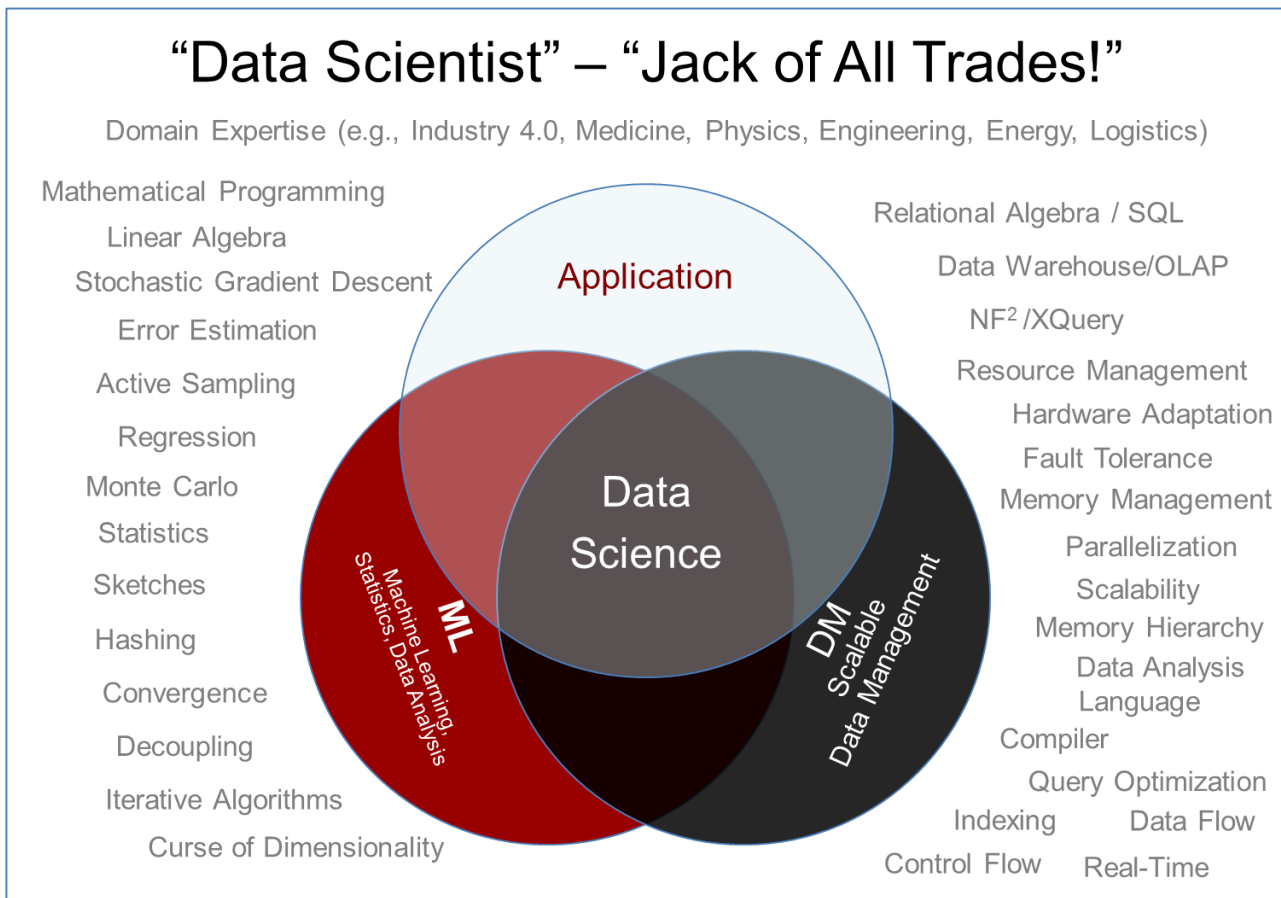 “Data Scientist” – “Jack of All Trades!”
Domain Expertise (e.g., Industry 4.0, Medicine, Physics, Engineering, Energy, Logistics)
Mathematical Programming
Linear Algebra
Stochastic Gradient Descent
Error Estimation
Active Sampling
Regression
Monte Carlo
Statistics
Sketches
Hashing
Convergence
Decoupling
Iterative Algorithms
Curse of Dimensionality
Application
Data
Science
ML
Machine Learning,
Statistics, Data Analysis
DM
Scalable
Data Management
Relational Algebra / SQL
Data Warehouse/OLAP
NF² /XQuery
Resource Management
Hardware Adaptation
Fault Tolerance
Memory Management
Parallelization
Scalability
Memory Hierarchy
Data Analysis
Language
Compiler
Query Optimization
Indexing Data Flow
Control Flow Real-Time